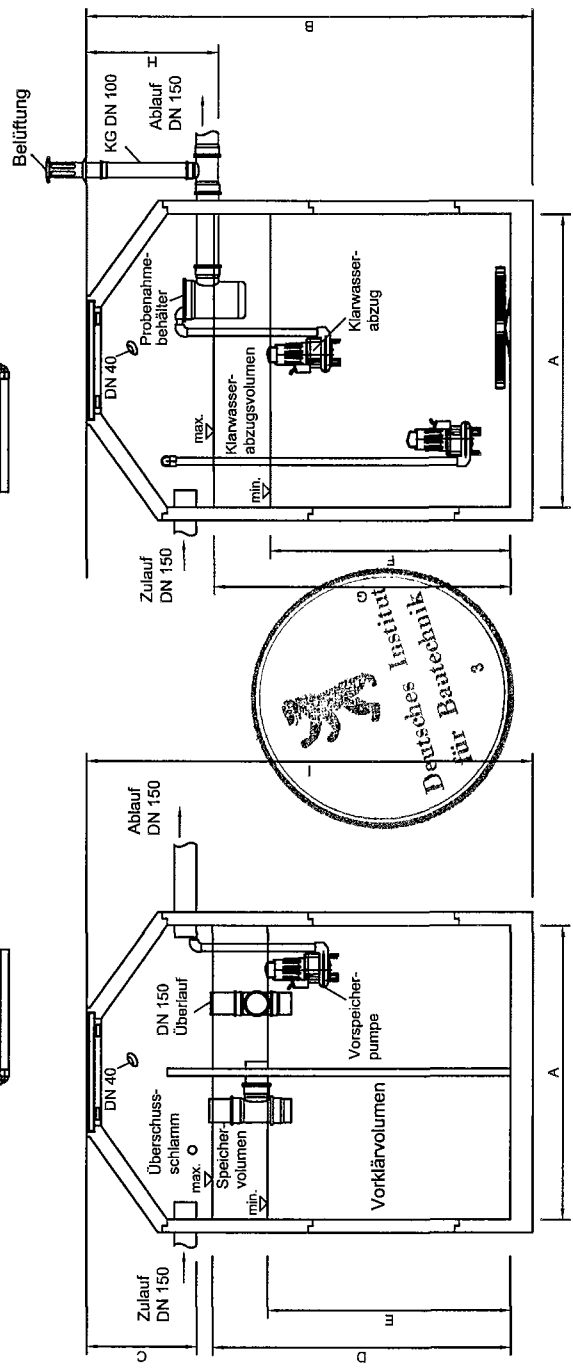 Zulauf
DN 150
DN 40
Überschuss-
schlamm
max.
Speicher-
volumen
min.
DN 150
Überlauf
Vorspeicher-
pumpe
Vorklärvolumen
Ablauf
DN 150
A
C
D
E
I
Deutsches Institut
für Bautechnik
3
Zulauf
DN 150
DN 40
Probenahme-
behälter
max.
Klarwasser-
abzugsvolumen
min.
Klarwasser-
abzug
Belüftung
KG DN 100
Ablauf
DN 150
A
B
F
G
H